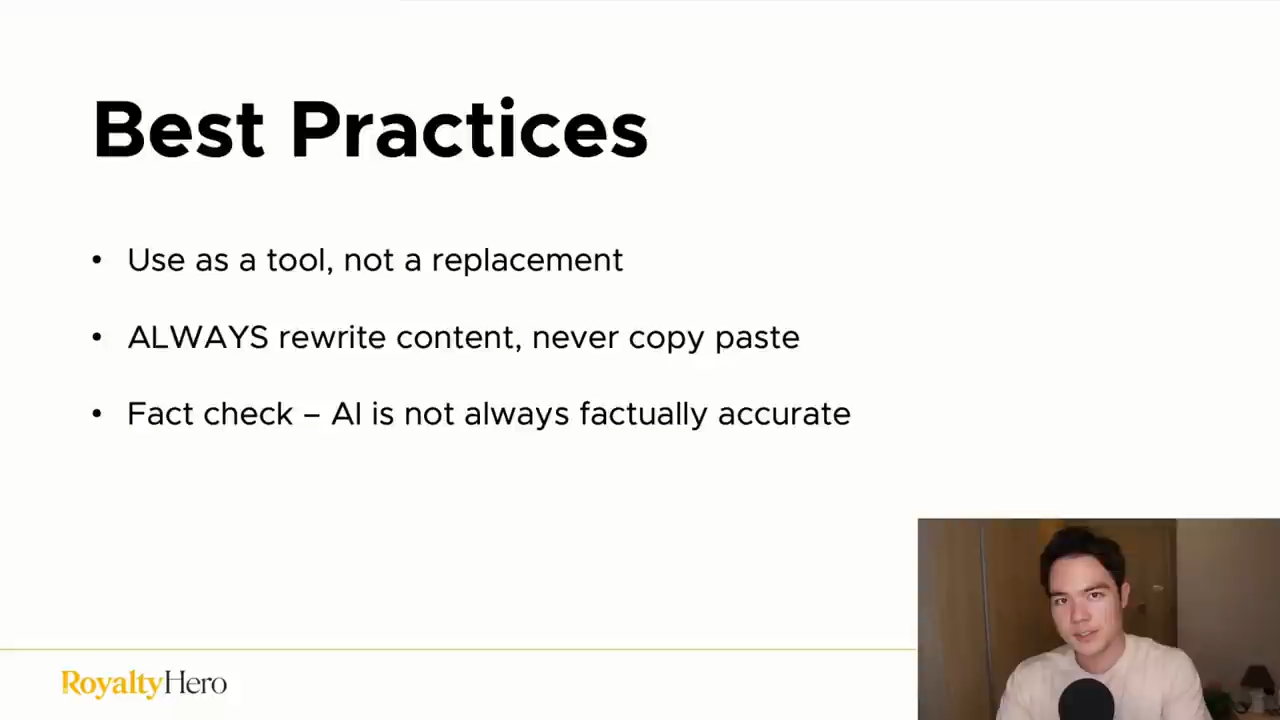 Best Practices
• Use as a tool, not a replacement
• ALWAYS rewrite content, never copy paste
• Fact check – AI is not always factually accurate
RoyaltyHero